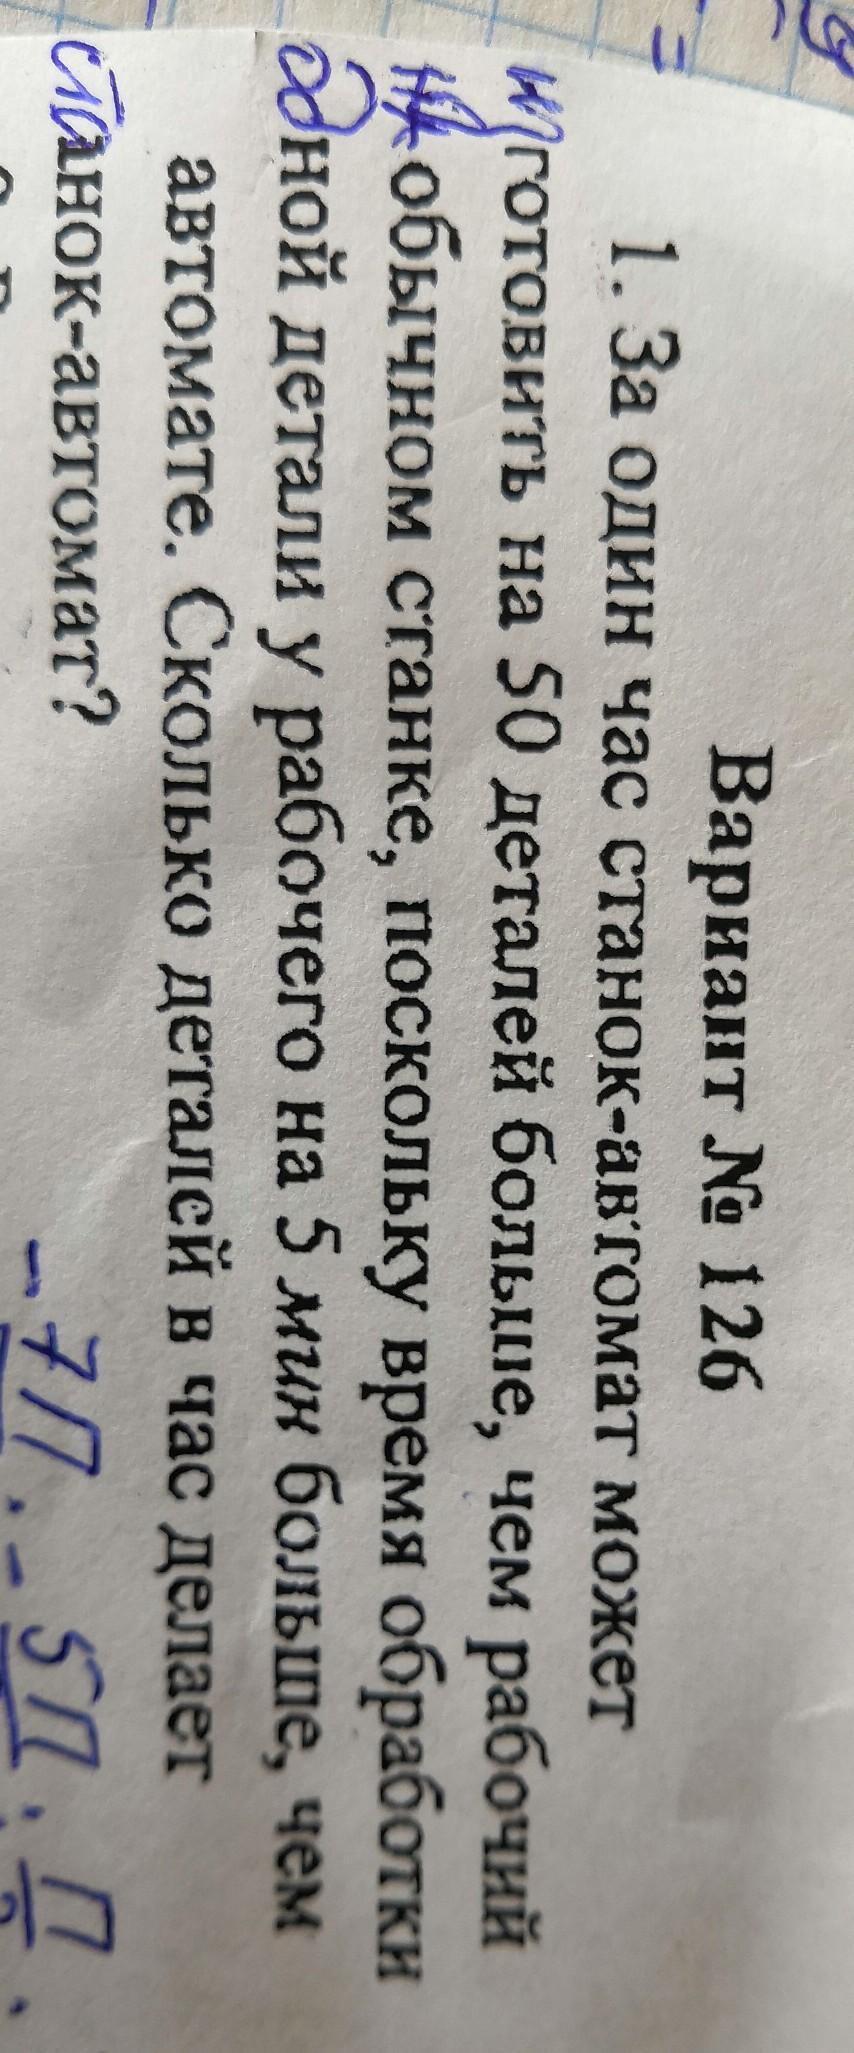 Вариант № 126
1. За один час станок-автомат может
изготовить на 50 деталей больше, чем рабочий
на обычном станке, поскольку время обработки
одной детали у рабочего на 5 мин больше, чем
автомате. Сколько деталей в час делает
станок-автомат?
- 7П . - 5П . П